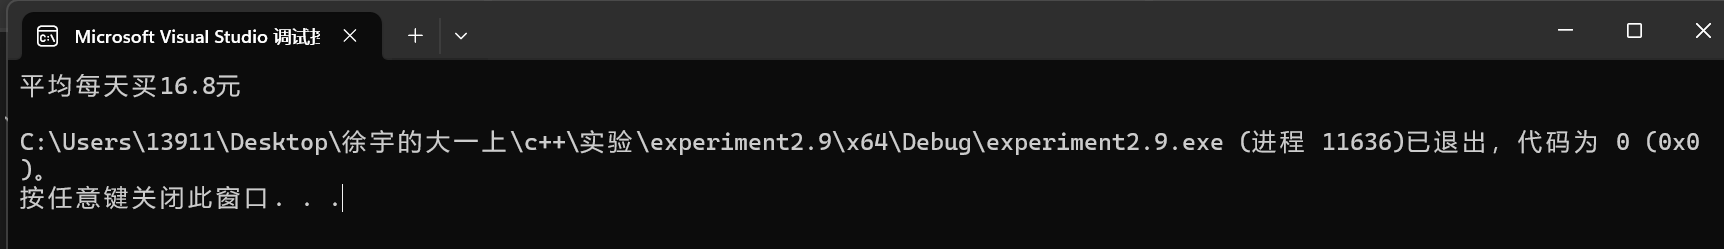 Microsoft Visual Studio 调试
平均每天买16.8元
C:\Users\13911\Desktop\徐宇的大一上\c++\实验\experiment2.9\x64\Debug\experiment2.9.exe (进程 11636)已退出，代码为 0 (0x0
)。
按任意键关闭此窗口. . .